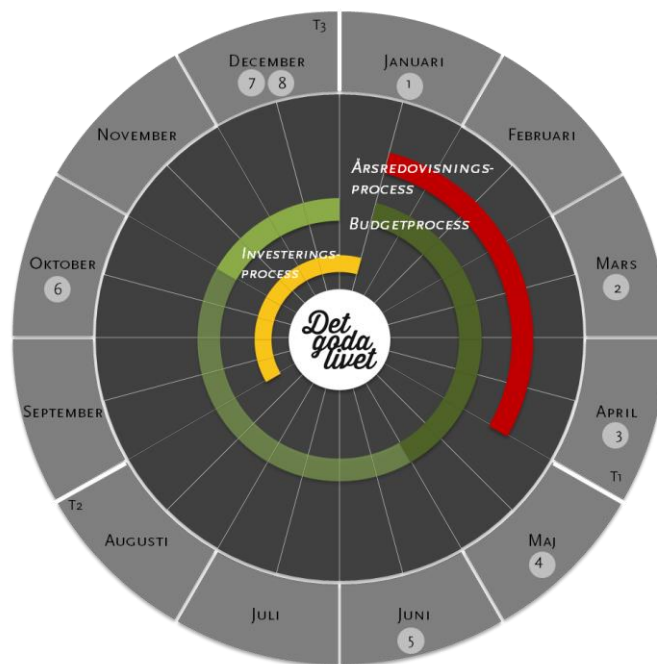 T3
December
7 8
Januari
1
November
Februari
Årsredovisnings-
process
Budgetprocess
Investerings-
process
Oktober
6
Mars
2
Det
goda
livet
September
April
3
T1
T2
Augusti
Maj
4
Juli
Juni
5